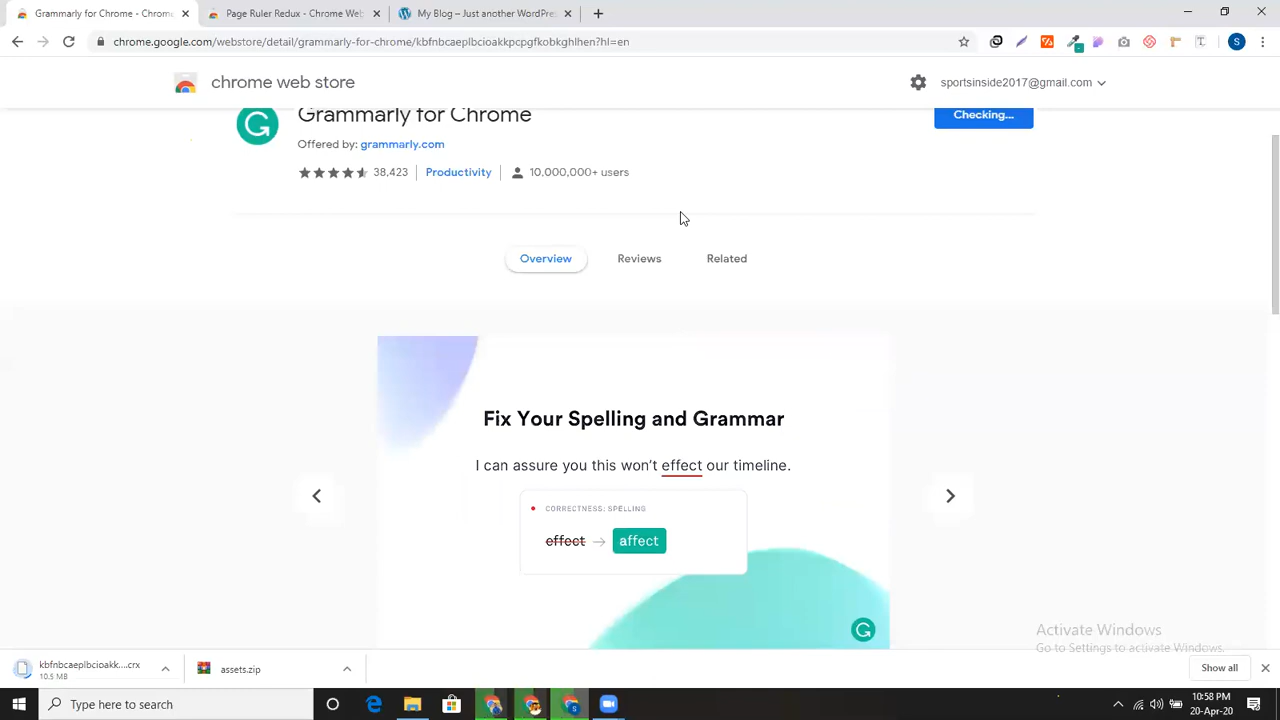 Grammarly for Chrome - Chrome
Page Ruler Redux - Chrome Web S
My Blog – Just another WordPres
chrome.google.com/webstore/detail/grammarly-for-chrome/kbfnbcaeplbcioakkpcpgfkobkghlhen?hl=en
S
chrome web store
sportsinside2017@gmail.com
Grammarly for Chrome
Checking...
Offered by: grammarly.com
38,423
Productivity
10,000,000+ users
Overview
Reviews
Related
Fix Your Spelling and Grammar
I can assure you this won't effect our timeline.
CORRECTNESS: SPELLING
effect → affect
G
Activate Windows
Go to Settings to activate Windows.
kbfnbcaeplbcioakk....crx
10.5 MB
assets.zip
Show all
Type here to search
10:58 PM
20-Apr-20